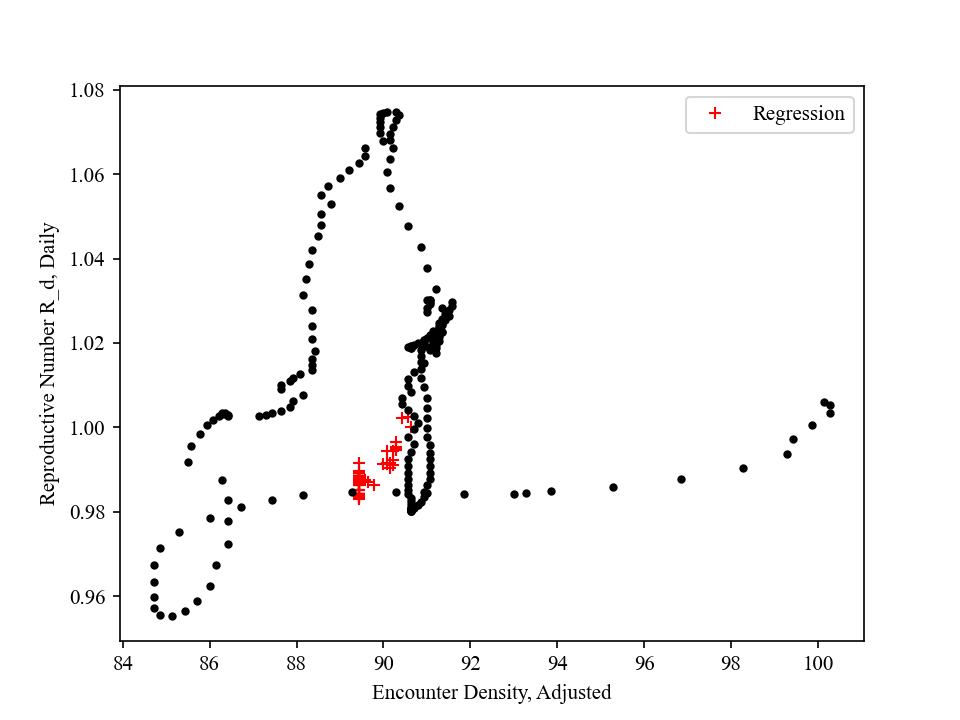 1.08
1.06
1.04
1.02
1.00
0.98
0.96
Reproductive Number R_d, Daily
Regression
84 86 88 90 92 94 96 98 100
Encounter Density, Adjusted